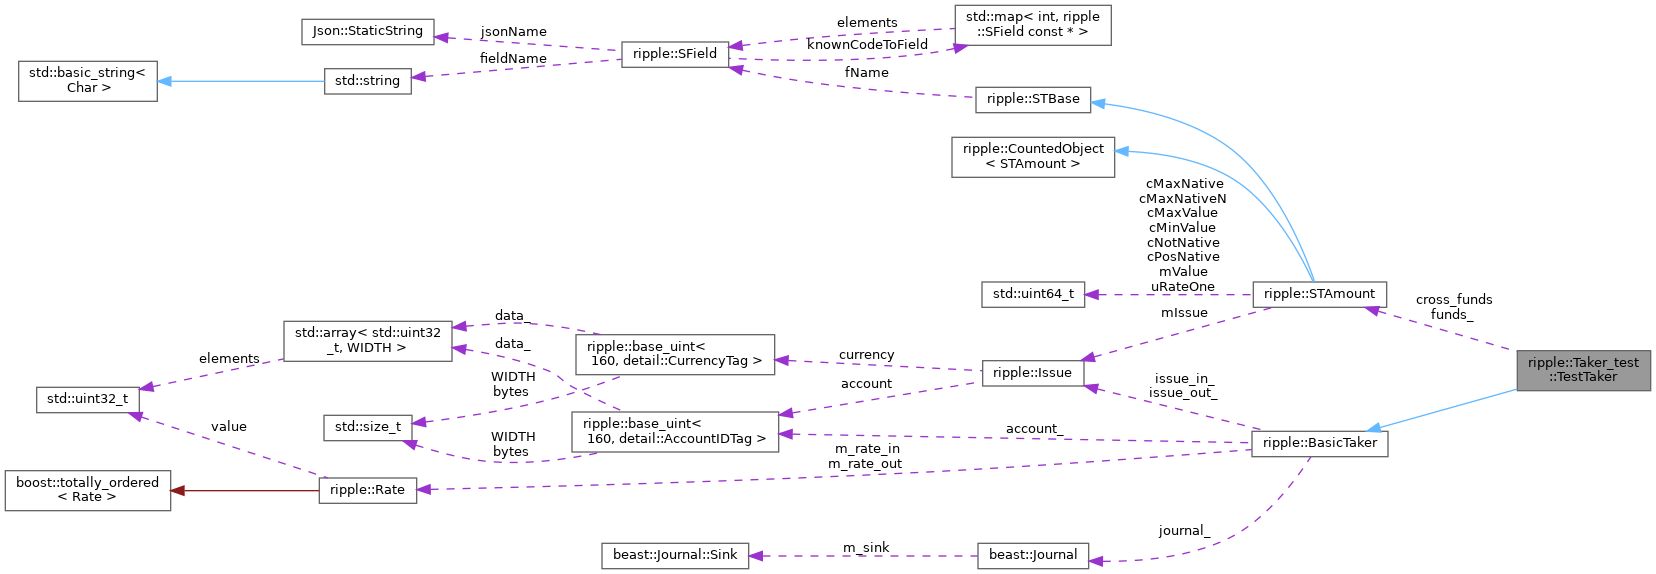 std::map< int, ripple
::SField const * >
elements
Json::StaticString
jsonName
knownCodeToField
ripple::SField
fieldName
std::basic_string<
Char >
std::string
fName
ripple::STBase
ripple::CountedObject
< STAmount >
cMaxNative
cMaxNativeN
cMaxValue
cMinValue
cNotNative
cPosNative
mValue
uRateOne
std::uint64_t
ripple::STAmount
cross_funds
funds_
mIssue
data_
std::array< std::uint32
_t, WIDTH >
data_
ripple::base_uint<
160, detail::CurrencyTag >
currency
elements
ripple::Issue
ripple::Taker_test
::TestTaker
WIDTH
bytes
account
issue_in_
issue_out_
std::uint32_t
std::size_t
ripple::base_uint<
160, detail::AccountIDTag >
account_
ripple::BasicTaker
value
WIDTH
bytes
m_rate_in
m_rate_out
boost::totally_ordered
< Rate >
ripple::Rate
journal_
beast::Journal::Sink
m_sink
beast::Journal